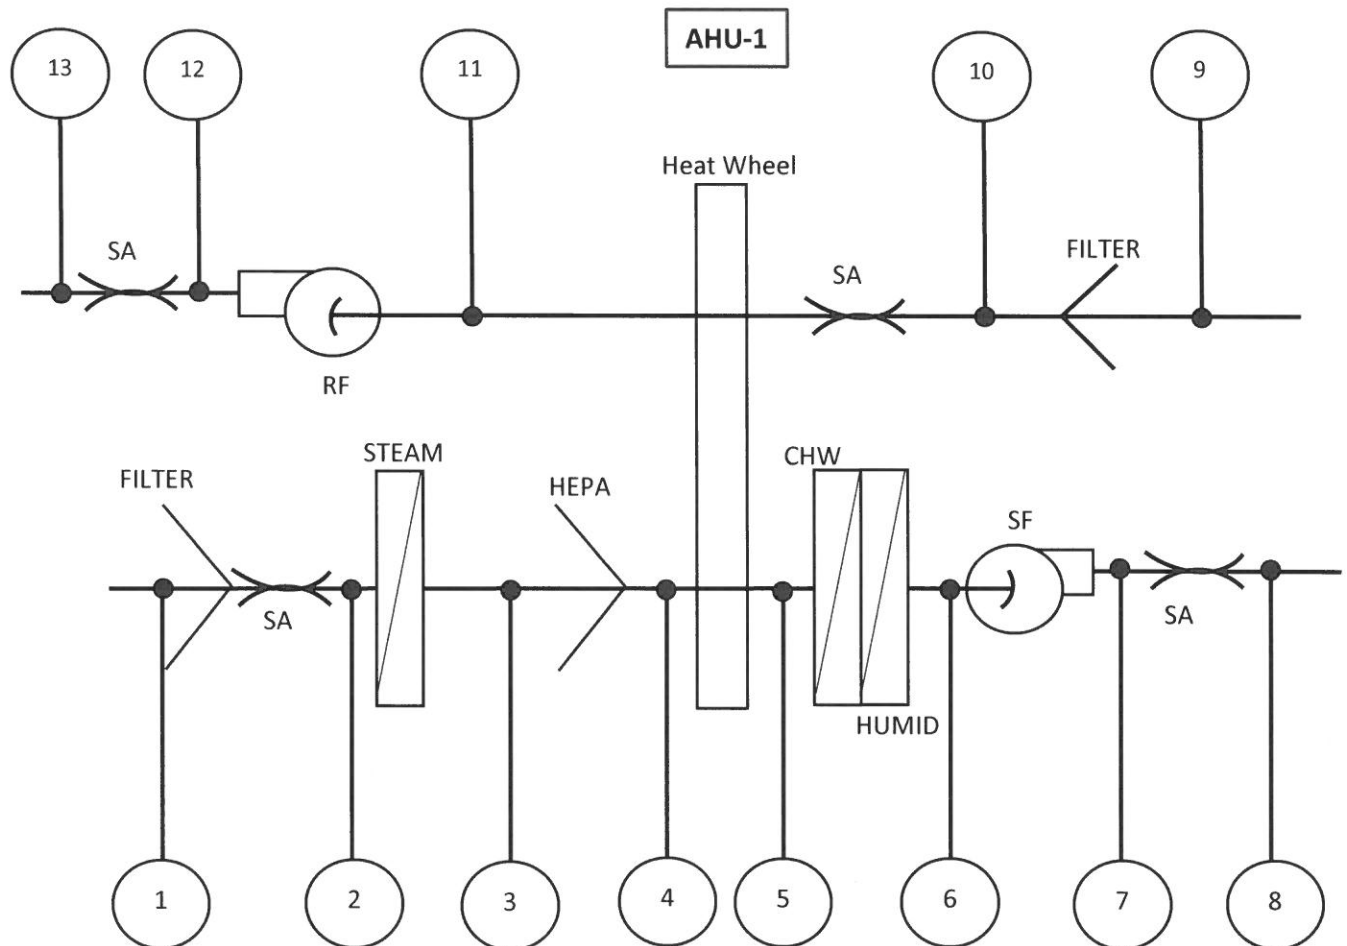 AHU-1
13
12
11
10
9
Heat Wheel
SA
FILTER
SA
RF
STEAM
CHW
FILTER
HEPA
SF
SA
SA
HUMID
1
2
3
4
5
6
7
8